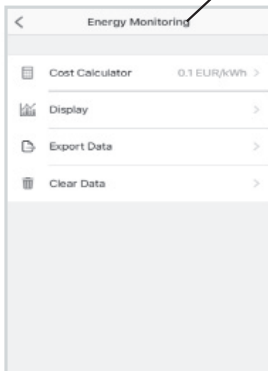 Energy Monitoring
Cost Calculator 0.1 EUR/kWh
Display
Export Data
Clear Data